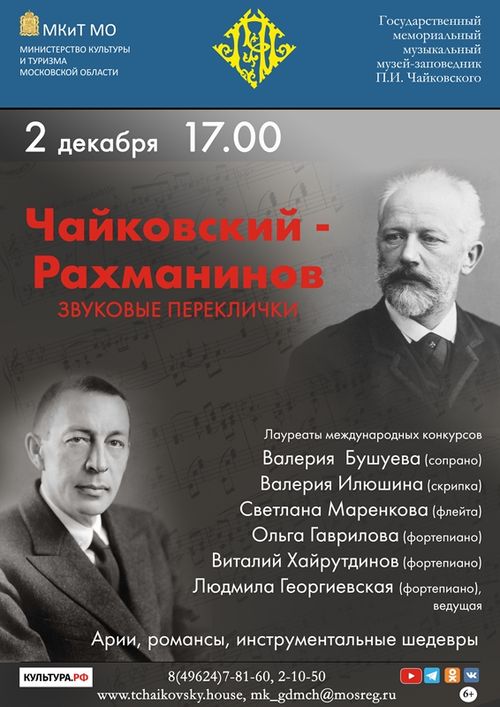 МКиТ МО
МИНИСТЕРСТВО КУЛЬТУРЫ
И ТУРИЗМА
МОСКОВСКОЙ ОБЛАСТИ
Государственный
мемориальный
музыкальный
музей-заповедник
П.И. Чайковского
2 декабря 17.00
Чайковский -
Рахманинов
ЗВУКОВЫЕ ПЕРЕКЛИЧКИ
Лауреаты международных конкурсов
Валерия Бушуева (сопрано)
Валерия Илюшина (скрипка)
Светлана Маренкова (флейта)
Ольга Гаврилова (фортепиано)
Виталий Хайрутдинов (фортепиано)
Людмила Георгиевская (фортепиано),
ведущая
Арии, романсы, инструментальные шедевры
КУЛЬТУРА.РФ
8(49624)7-81-60, 2-10-50
www.tchaikovsky.house, mk_gdmch@mosreg.ru
6+